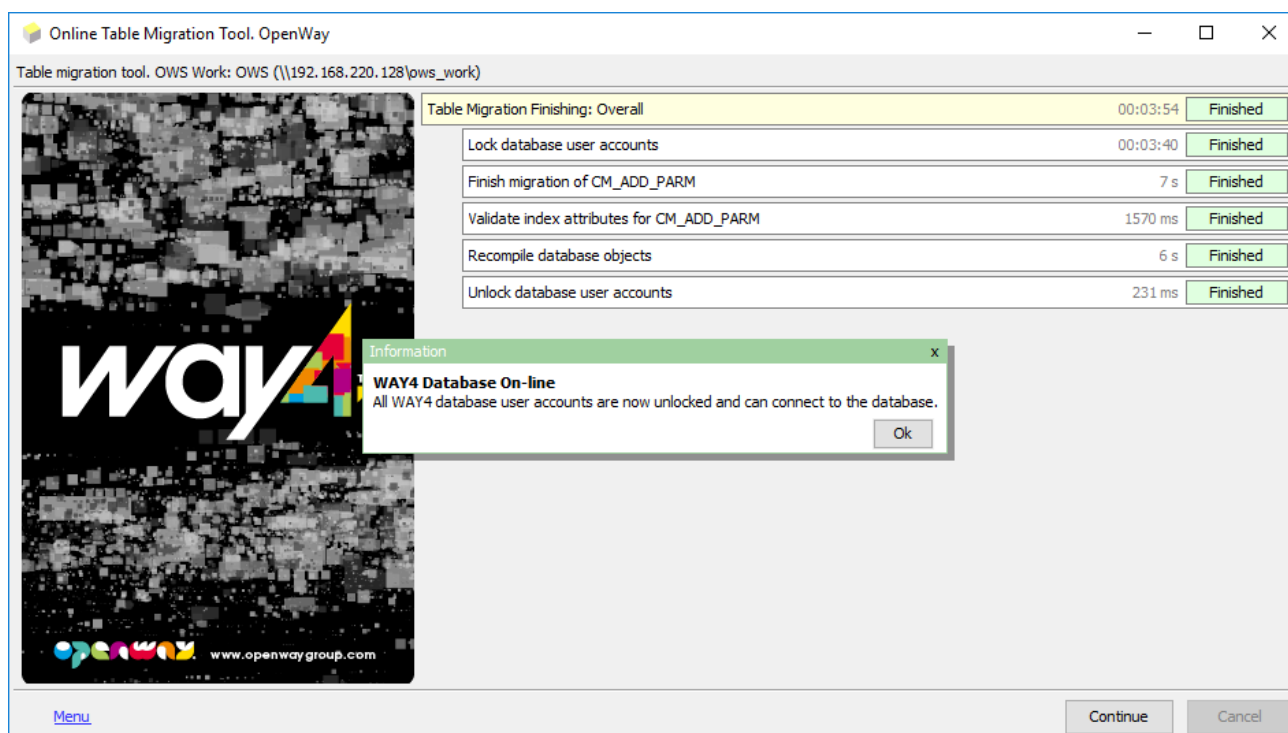 Online Table Migration Tool. OpenWay
Table migration tool. OWS Work: OWS (\\192.168.220.128\ows_work)
Table Migration Finishing: Overall 00:03:54 Finished
Lock database user accounts 00:03:40 Finished
Finish migration of CM_ADD_PARM 7 s Finished
Validate index attributes for CM_ADD_PARM 1570 ms Finished
Recompile database objects 6 s Finished
Unlock database user accounts 231 ms Finished
way4
Information x
WAY4 Database On-line
All WAY4 database user accounts are now unlocked and can connect to the database.
Ok
openway. www.openwaygroup.com
Menu Continue Cancel